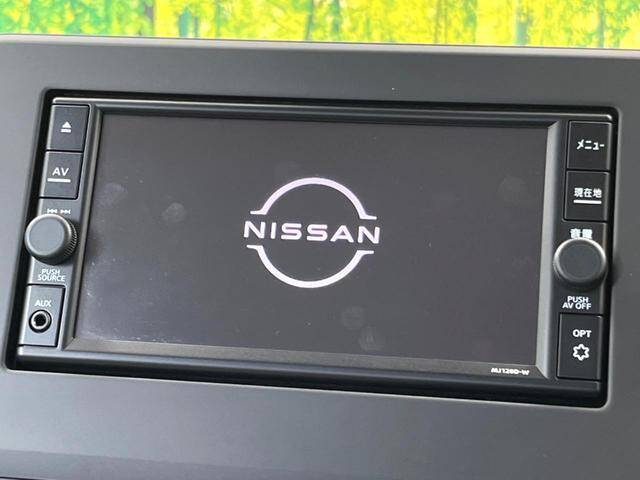 AV
PUSH
SOURCE
AUX
NISSAN
メニュー
現在地
音量
PUSH
AV OFF
OPT
MJ120D-W